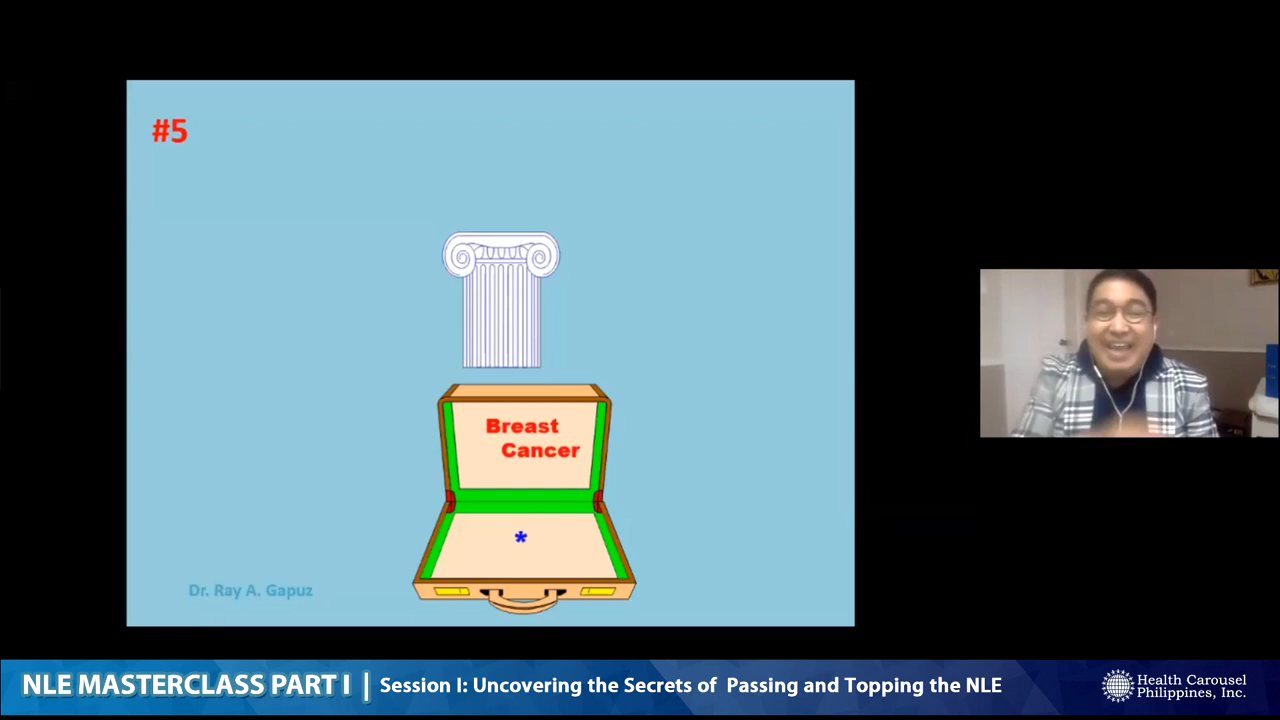 #5
Breast
Cancer
*
Dr. Ray A. Gapuz
NLE MASTERCLASS PART I | Session I: Uncovering the Secrets of Passing and Topping the NLE
Health Carousel
Philippines, Inc.